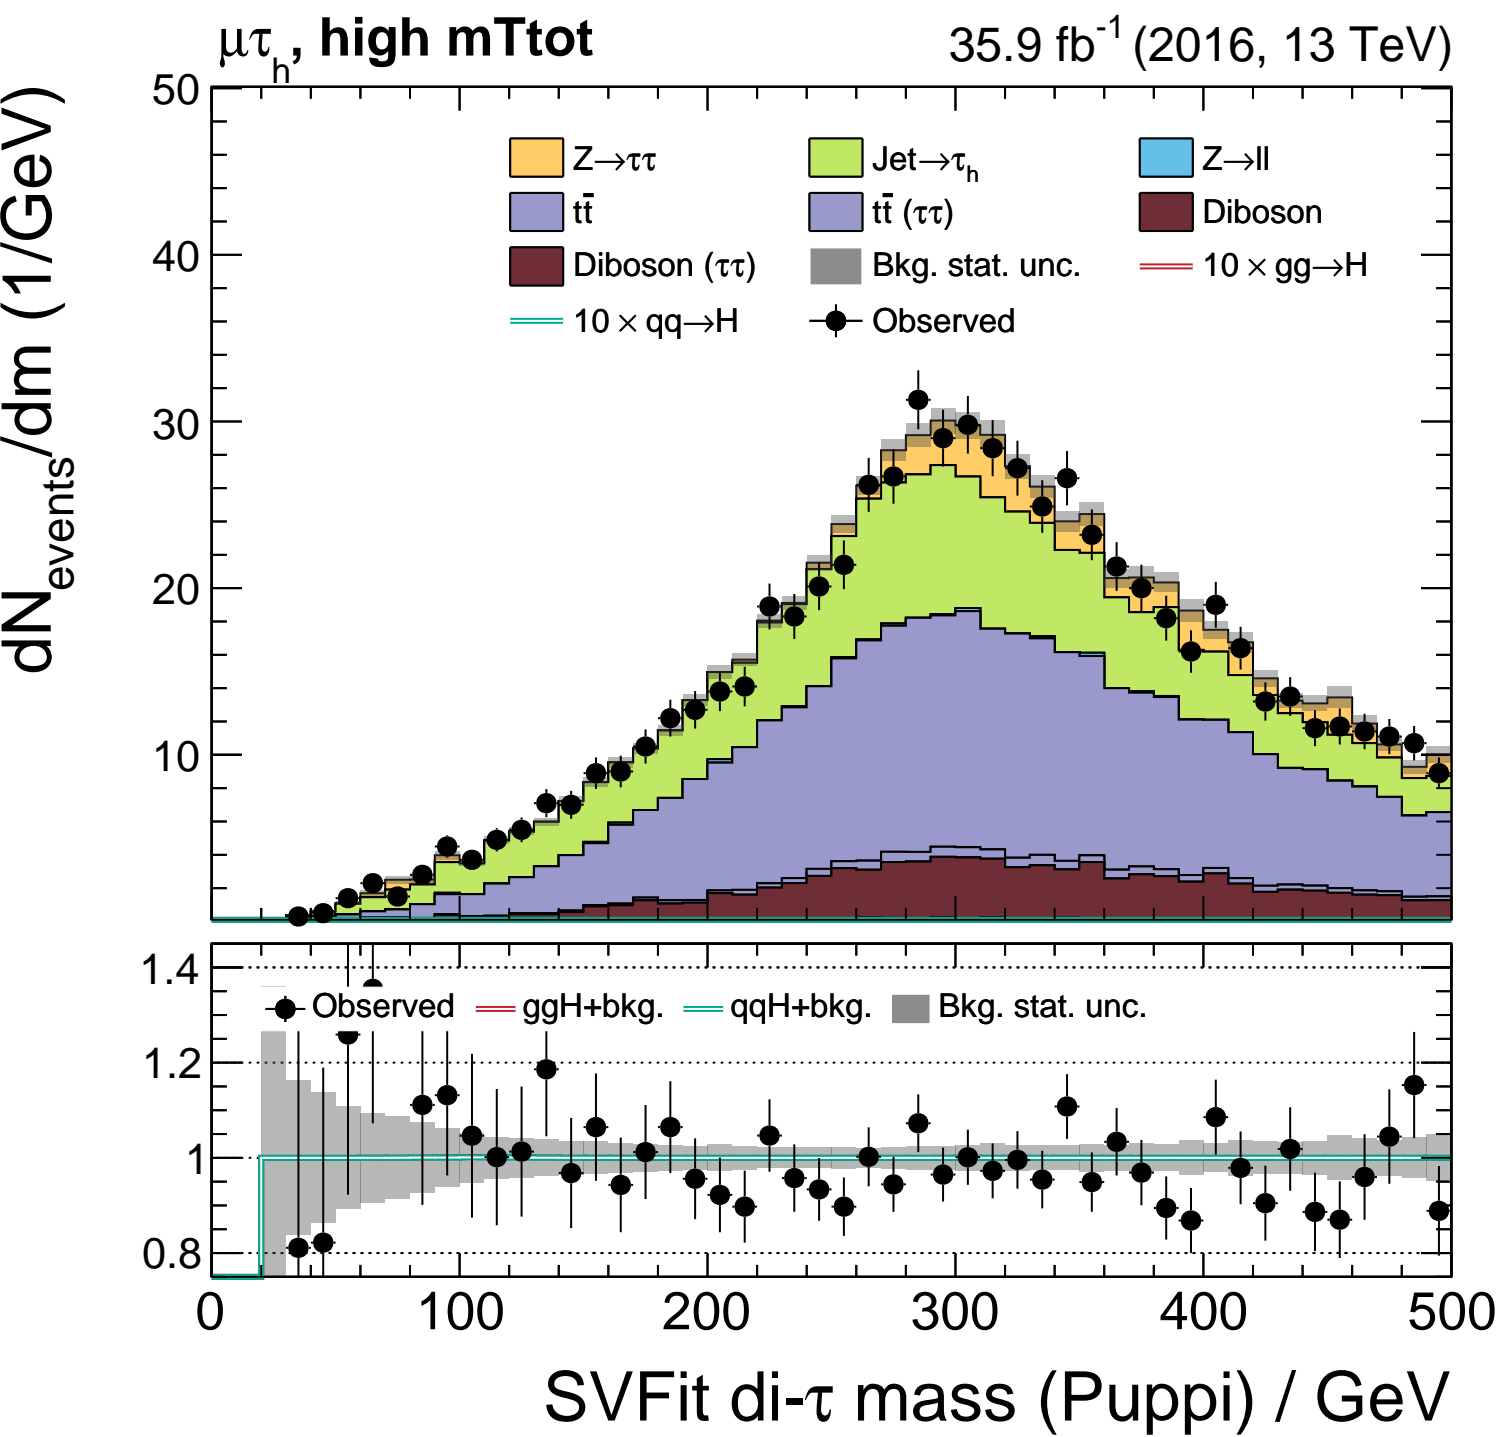 μτh, high mTtot 35.9 fb-1 (2016, 13 TeV)
dNevents/dm (1/GeV)
50
40
30
20
10
Z→ττ Jet→τh Z→ll
tt̄ tt̄ (ττ) Diboson
Diboson (ττ) Bkg. stat. unc. 10 × gg→H
10 × qq→H Observed
1.4
1.2
1
0.8
Observed ggH+bkg. qqH+bkg. Bkg. stat. unc.
0 100 200 300 400 500
SVFit di-τ mass (Puppi) / GeV